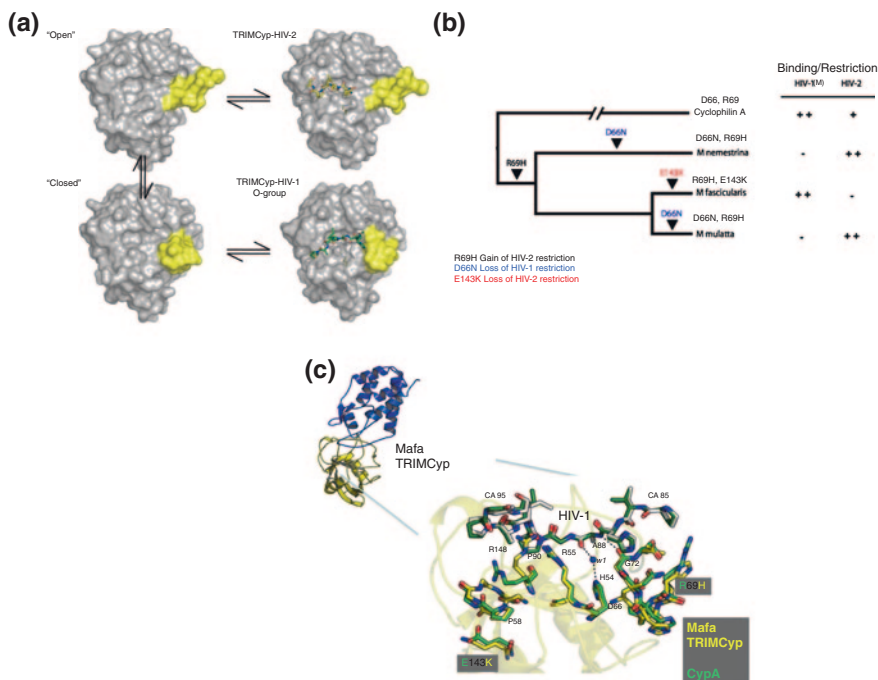 (a)
"Open"
TRIMCyp-HIV-2
"Closed"
TRIMCyp-HIV-1
O-group
(b)
Binding/Restriction
HIV-1(M) HIV-2
D66, R69
Cyclophilin A ++ +
D66N
D66N, R69H
M nemestrina - ++
R69H
E143K
R69H, E143K
M fascicularis ++ -
D66N
D66N, R69H
M mulatta - ++
R69H Gain of HIV-2 restriction
D66N Loss of HIV-1 restriction
E143K Loss of HIV-2 restriction
(c)
Mafa
TRIMCyp
CA 95
HIV-1
CA 85
R148
P90
R55
A88
w1
G72
H54
R69H
D66
P58
E143K
Mafa
TRIMCyp
CypA